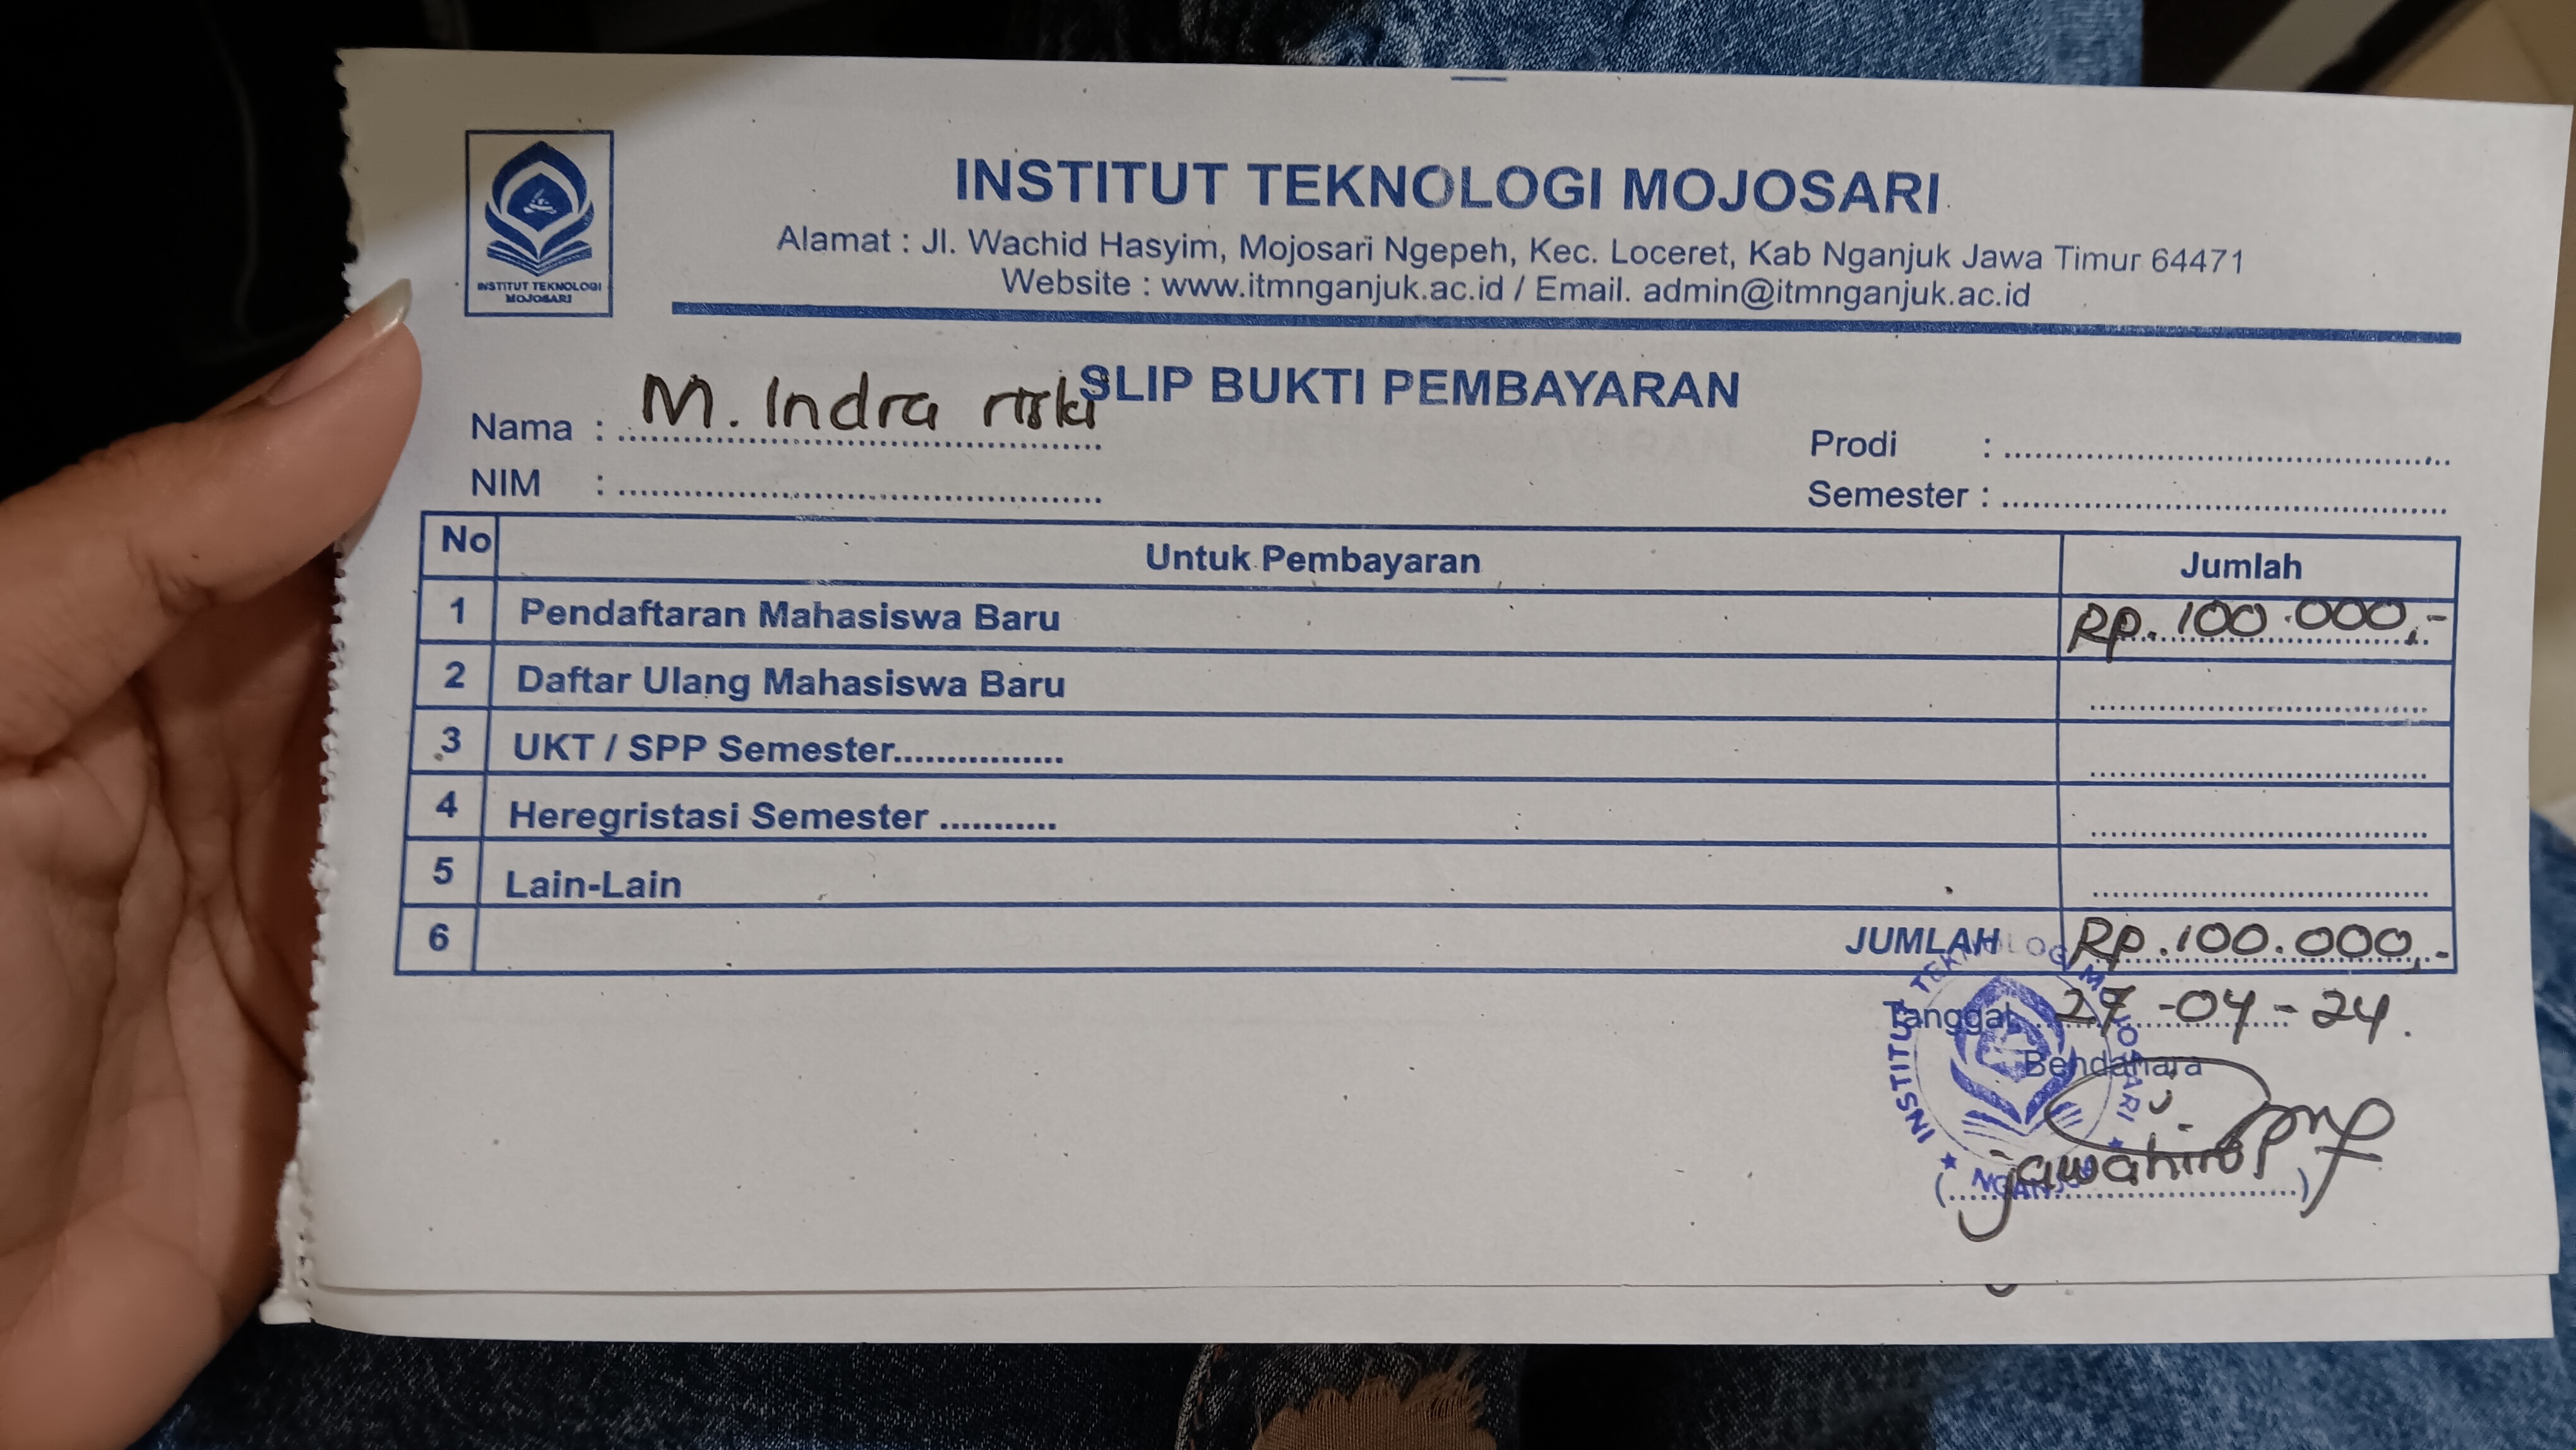 INSTITUT TEKNOLOGI
MOJOSARI
INSTITUT TEKNOLOGI MOJOSARI
Alamat : Jl. Wachid Hasyim, Mojosari Ngepeh, Kec. Loceret, Kab Nganjuk Jawa Timur 64471
Website : www.itmnganjuk.ac.id / Email. admin@itmnganjuk.ac.id
SLIP BUKTI PEMBAYARAN
Nama : M. Indra riski
Prodi :
NIM :
Semester :
No Untuk Pembayaran Jumlah
1 Pendaftaran Mahasiswa Baru Rp. 100.000,-
2 Daftar Ulang Mahasiswa Baru
3 UKT / SPP Semester................
4 Heregristasi Semester ...........
5 Lain-Lain
6 JUMLAH Rp. 100.000,-
Tanggal 27-04-24.
Bendahara
INSTITUT TEKNOLOGI MOJOSARI
NGANJUK